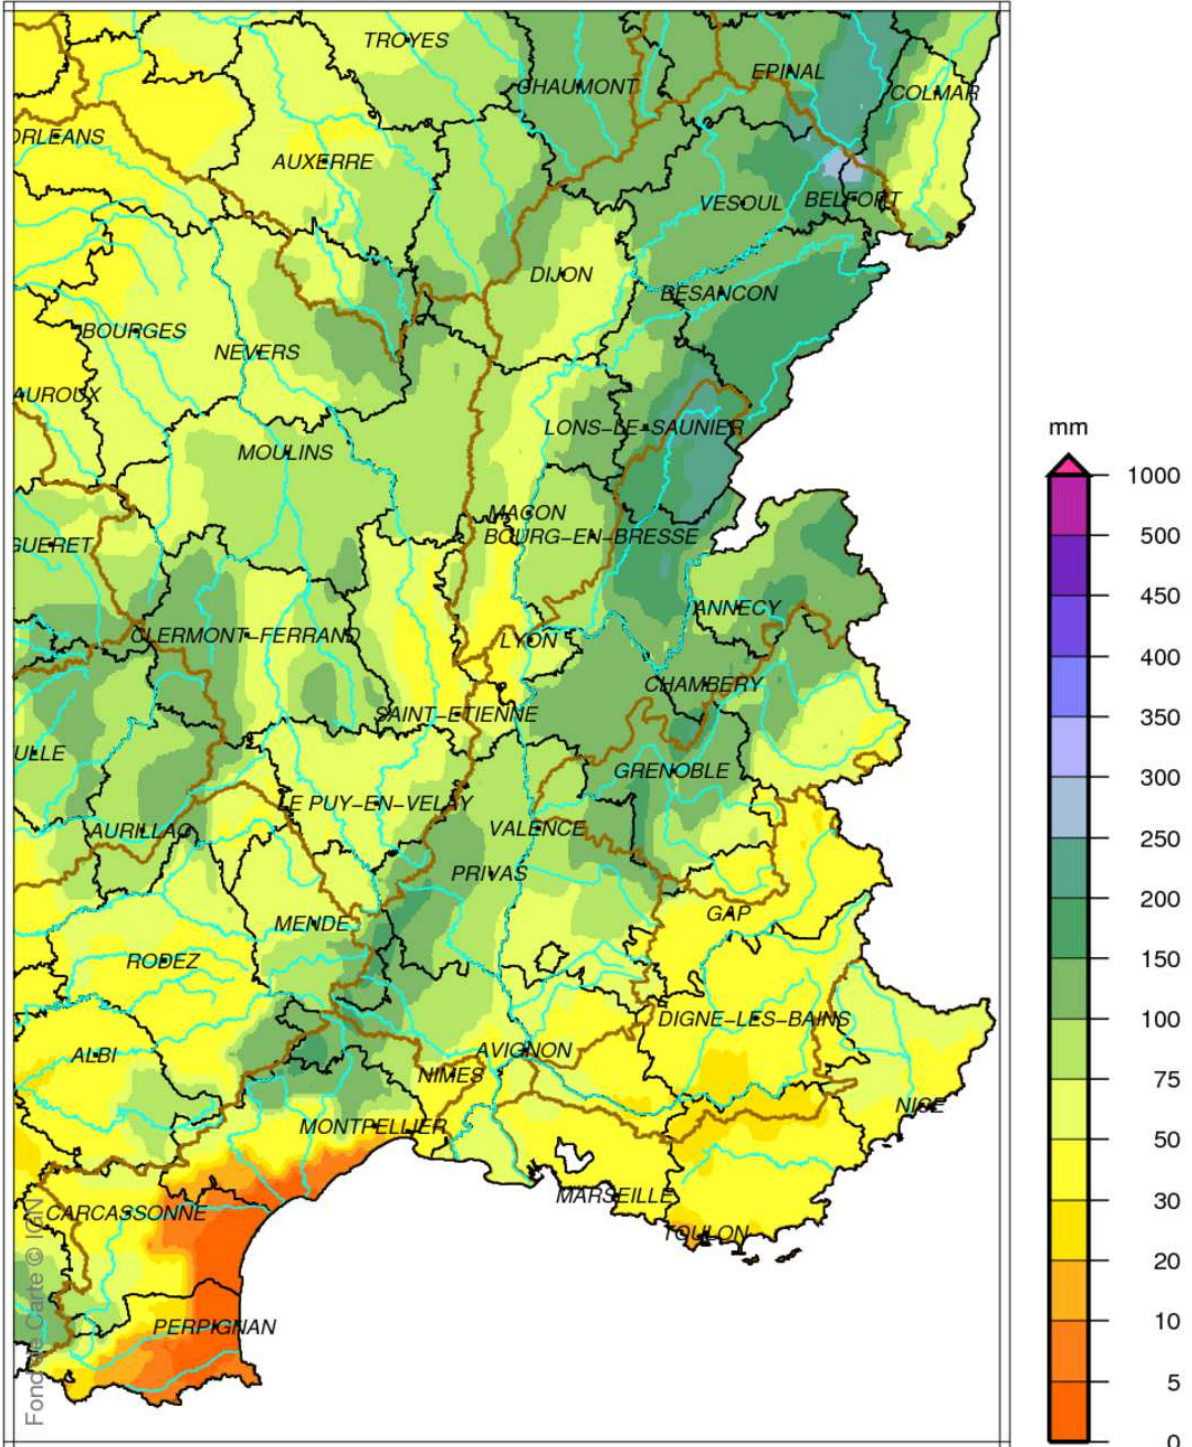 TROYES
EPINAL
CHAUMONT
COLMAR
ORLEANS
AUXERRE
VESOUL
BELFORT
DIJON
BESANCON
BOURGES
NEVERS
AUROUX
LONS-LE-SAUNIER
MOULINS
MACON
BOURG-EN-BRESSE
GUERET
ANNECY
CLERMONT-FERRAND
LYON
CHAMBERY
SAINT-ETIENNE
ULLE
GRENOBLE
LE PUY-EN-VELAY
VALENCE
AURILLAC
PRIVAS
GAP
MENDE
RODEZ
DIGNE-LES-BAINS
AVIGNON
ALBI
NIMES
NICE
MONTPELLIER
MARSEILLE
CARCASSONNE
TOULON
PERPIGNAN
Fond de Carte © IGN
mm
1000
500
450
400
350
300
250
200
150
100
75
50
30
20
10
5
0